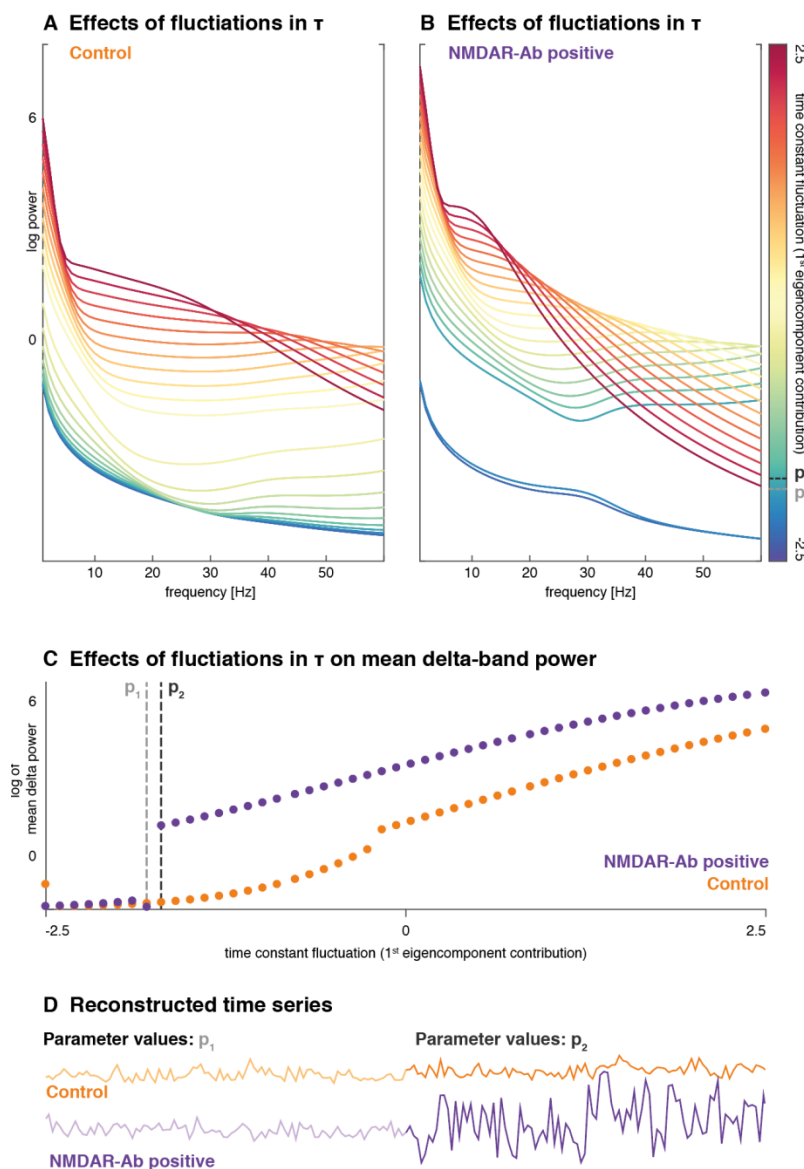 A Effects of fluctiations in τ
Control
6
log power
0
10 20 30 40 50
frequency [Hz]
B Effects of fluctiations in τ
NMDAR-Ab positive
10 20 30 40 50
frequency [Hz]
2.5
time constant fluctuation (1st eigencomponent contribution)
p
p
-2.5
C Effects of fluctiations in τ on mean delta-band power
p1 p2
6
log of
mean delta power
0
NMDAR-Ab positive
Control
-2.5 0 2.5
time constant fluctuation (1st eigencomponent contribution)
D Reconstructed time series
Parameter values: p1 Parameter values: p2
Control
NMDAR-Ab positive